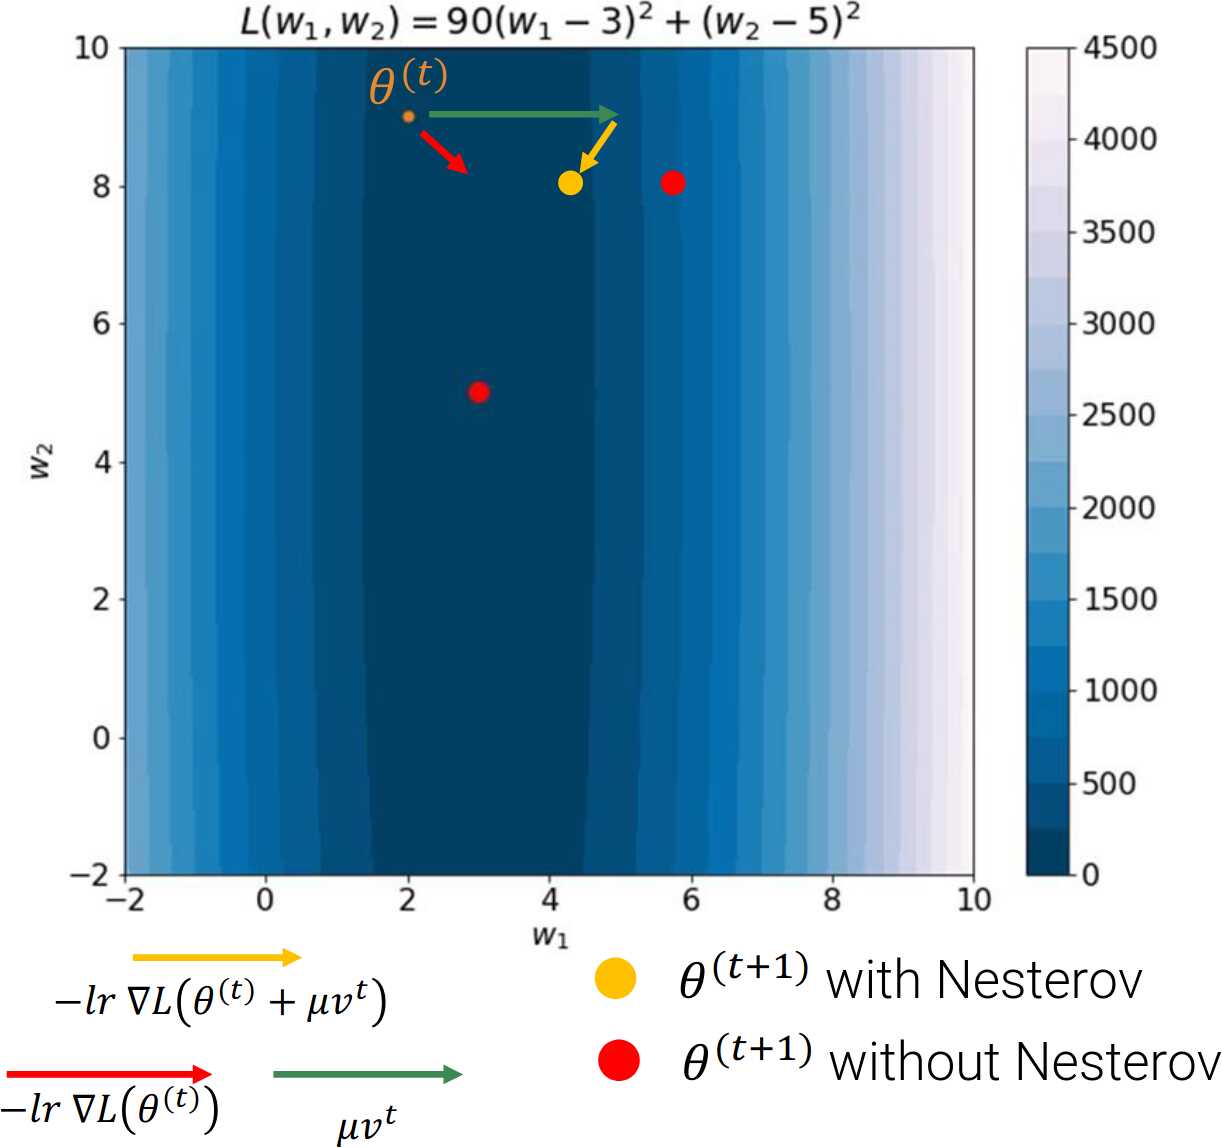 L(w₁, w₂) = 90(w₁ − 3)² + (w₂ − 5)²
θ⁽ᵗ⁾
10
8
6
4
2
0
−2
w₂
−2 0 2 4 6 8 10
w₁
4500
4000
3500
3000
2500
2000
1500
1000
500
0
−lr ∇L(θ⁽ᵗ⁾ + μvᵗ)
θ⁽ᵗ⁺¹⁾ with Nesterov
−lr ∇L(θ⁽ᵗ⁾)
μvᵗ
θ⁽ᵗ⁺¹⁾ without Nesterov